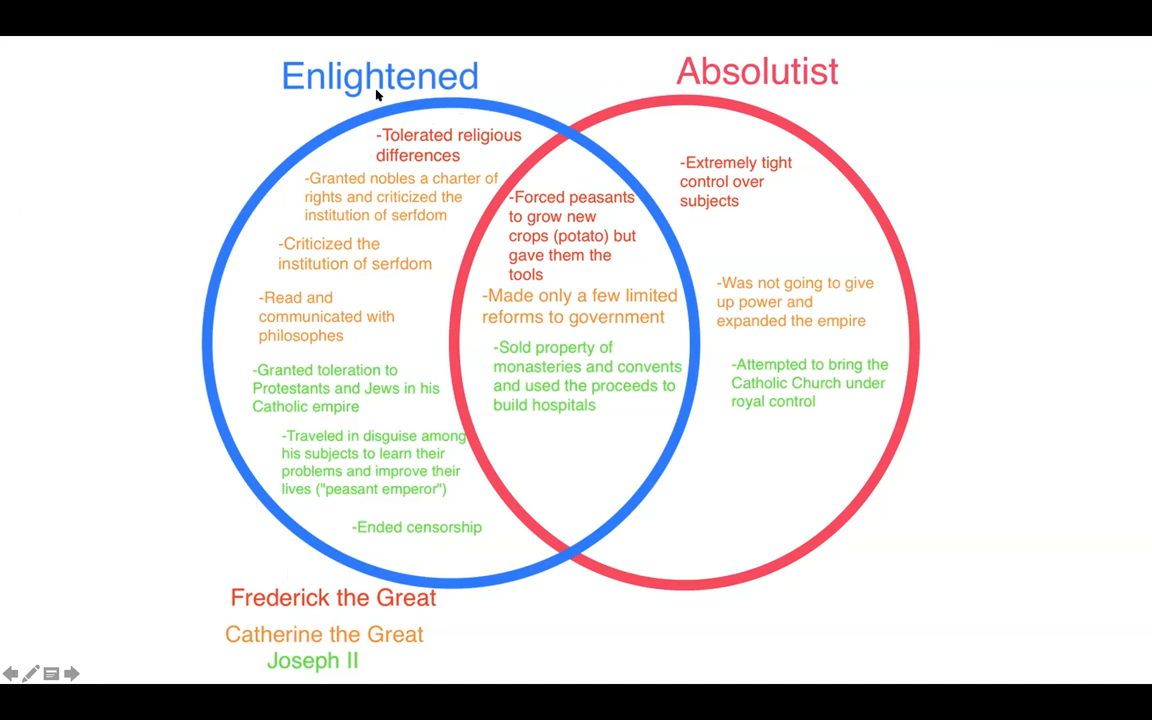 Enlightened
Absolutist
-Tolerated religious
differences
-Granted nobles a charter of
rights and criticized the
institution of serfdom
-Criticized the
institution of serfdom
-Read and
communicated with
philosophes
-Granted toleration to
Protestants and Jews in his
Catholic empire
-Traveled in disguise among
his subjects to learn their
problems and improve their
lives ("peasant emperor")
-Ended censorship
-Forced peasants
to grow new
crops (potato) but
gave them the
tools
-Made only a few limited
reforms to government
-Sold property of
monasteries and convents
and used the proceeds to
build hospitals
-Extremely tight
control over
subjects
-Was not going to give
up power and
expanded the empire
-Attempted to bring the
Catholic Church under
royal control
Frederick the Great
Catherine the Great
Joseph II